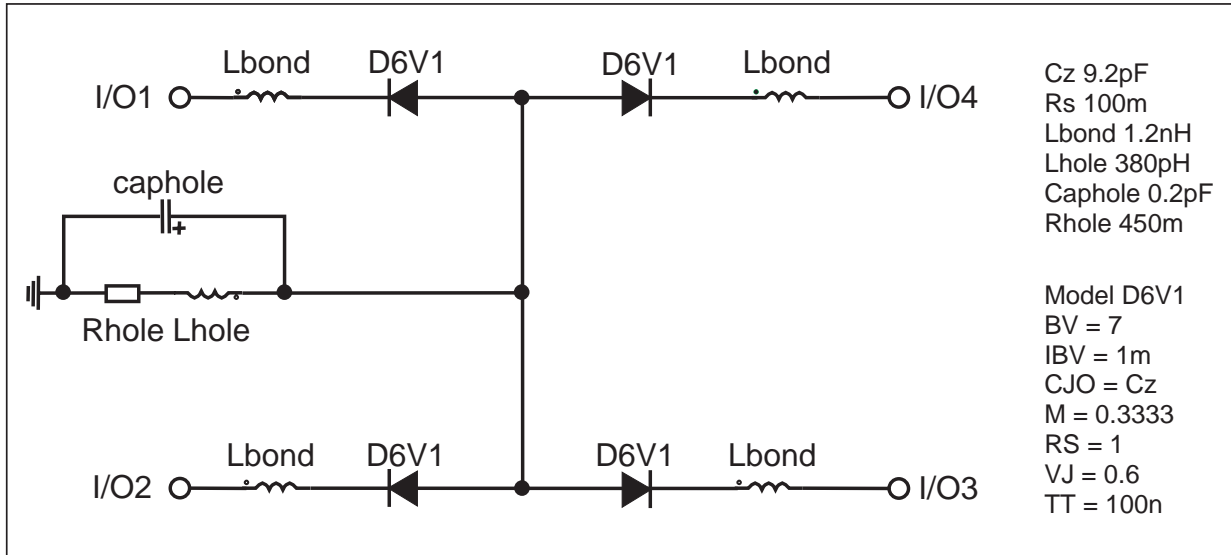 Lbond D6V1 D6V1 Lbond
I/O1 I/O4
caphole
+
Rhole Lhole
Lbond D6V1 D6V1 Lbond
I/O2 I/O3
Cz 9.2pF
Rs 100m
Lbond 1.2nH
Lhole 380pH
Caphole 0.2pF
Rhole 450m
Model D6V1
BV = 7
IBV = 1m
CJO = Cz
M = 0.3333
RS = 1
VJ = 0.6
TT = 100n